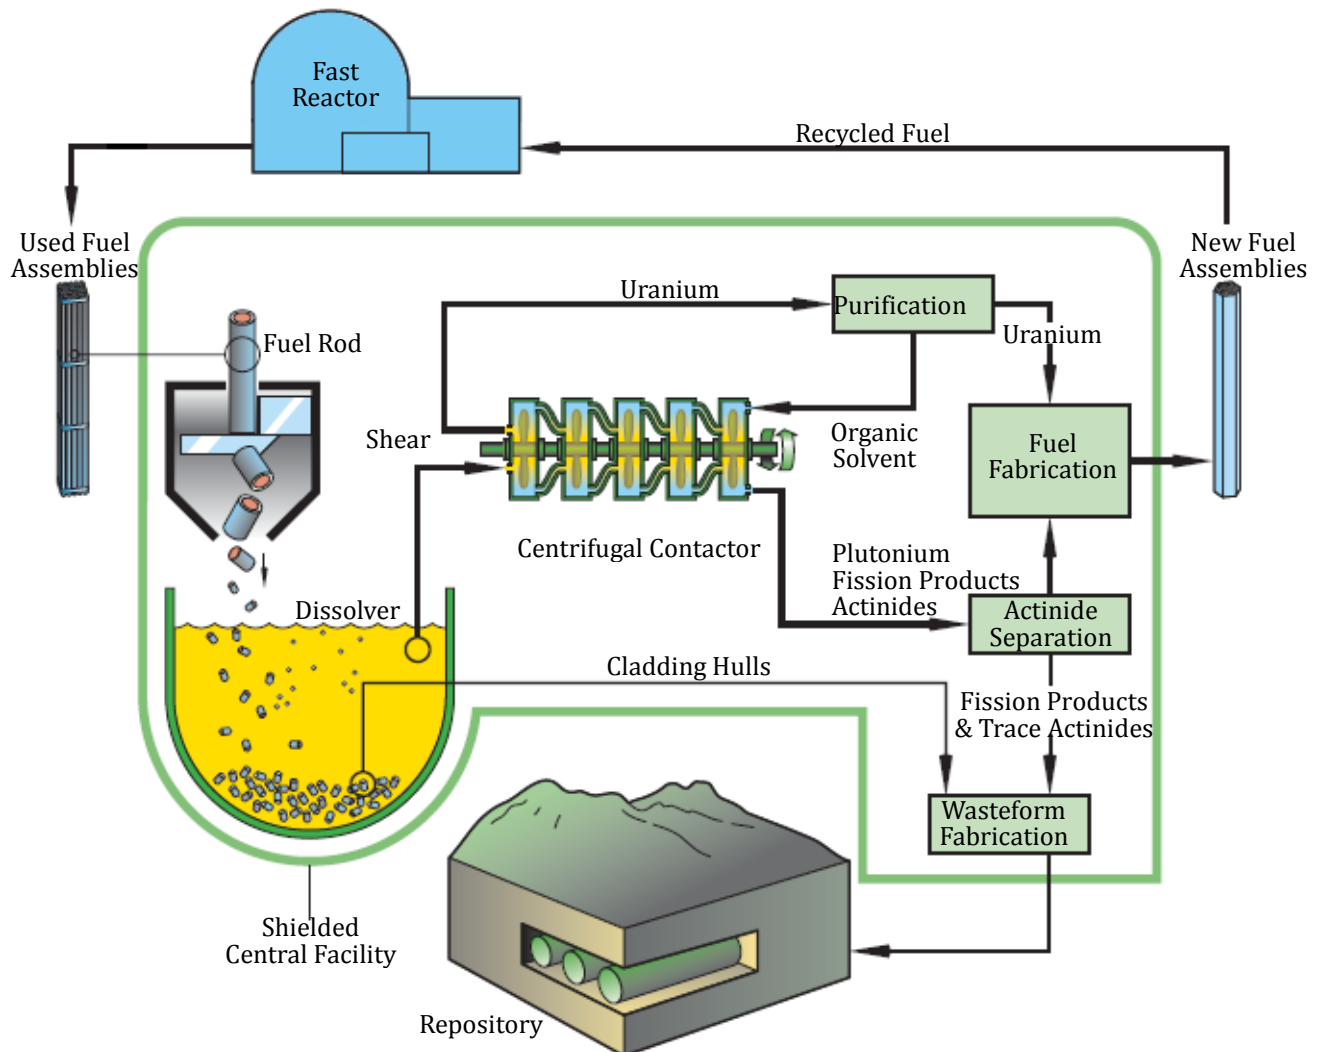 Fast
Reactor
Recycled Fuel
Used Fuel
Assemblies
New Fuel
Assemblies
Uranium
Purification
Uranium
Fuel Rod
Shear
Organic
Solvent
Fuel
Fabrication
Centrifugal Contactor
Plutonium
Fission Products
Actinides
Dissolver
Actinide
Separation
Cladding Hulls
Fission Products
& Trace Actinides
Wasteform
Fabrication
Shielded
Central Facility
Repository